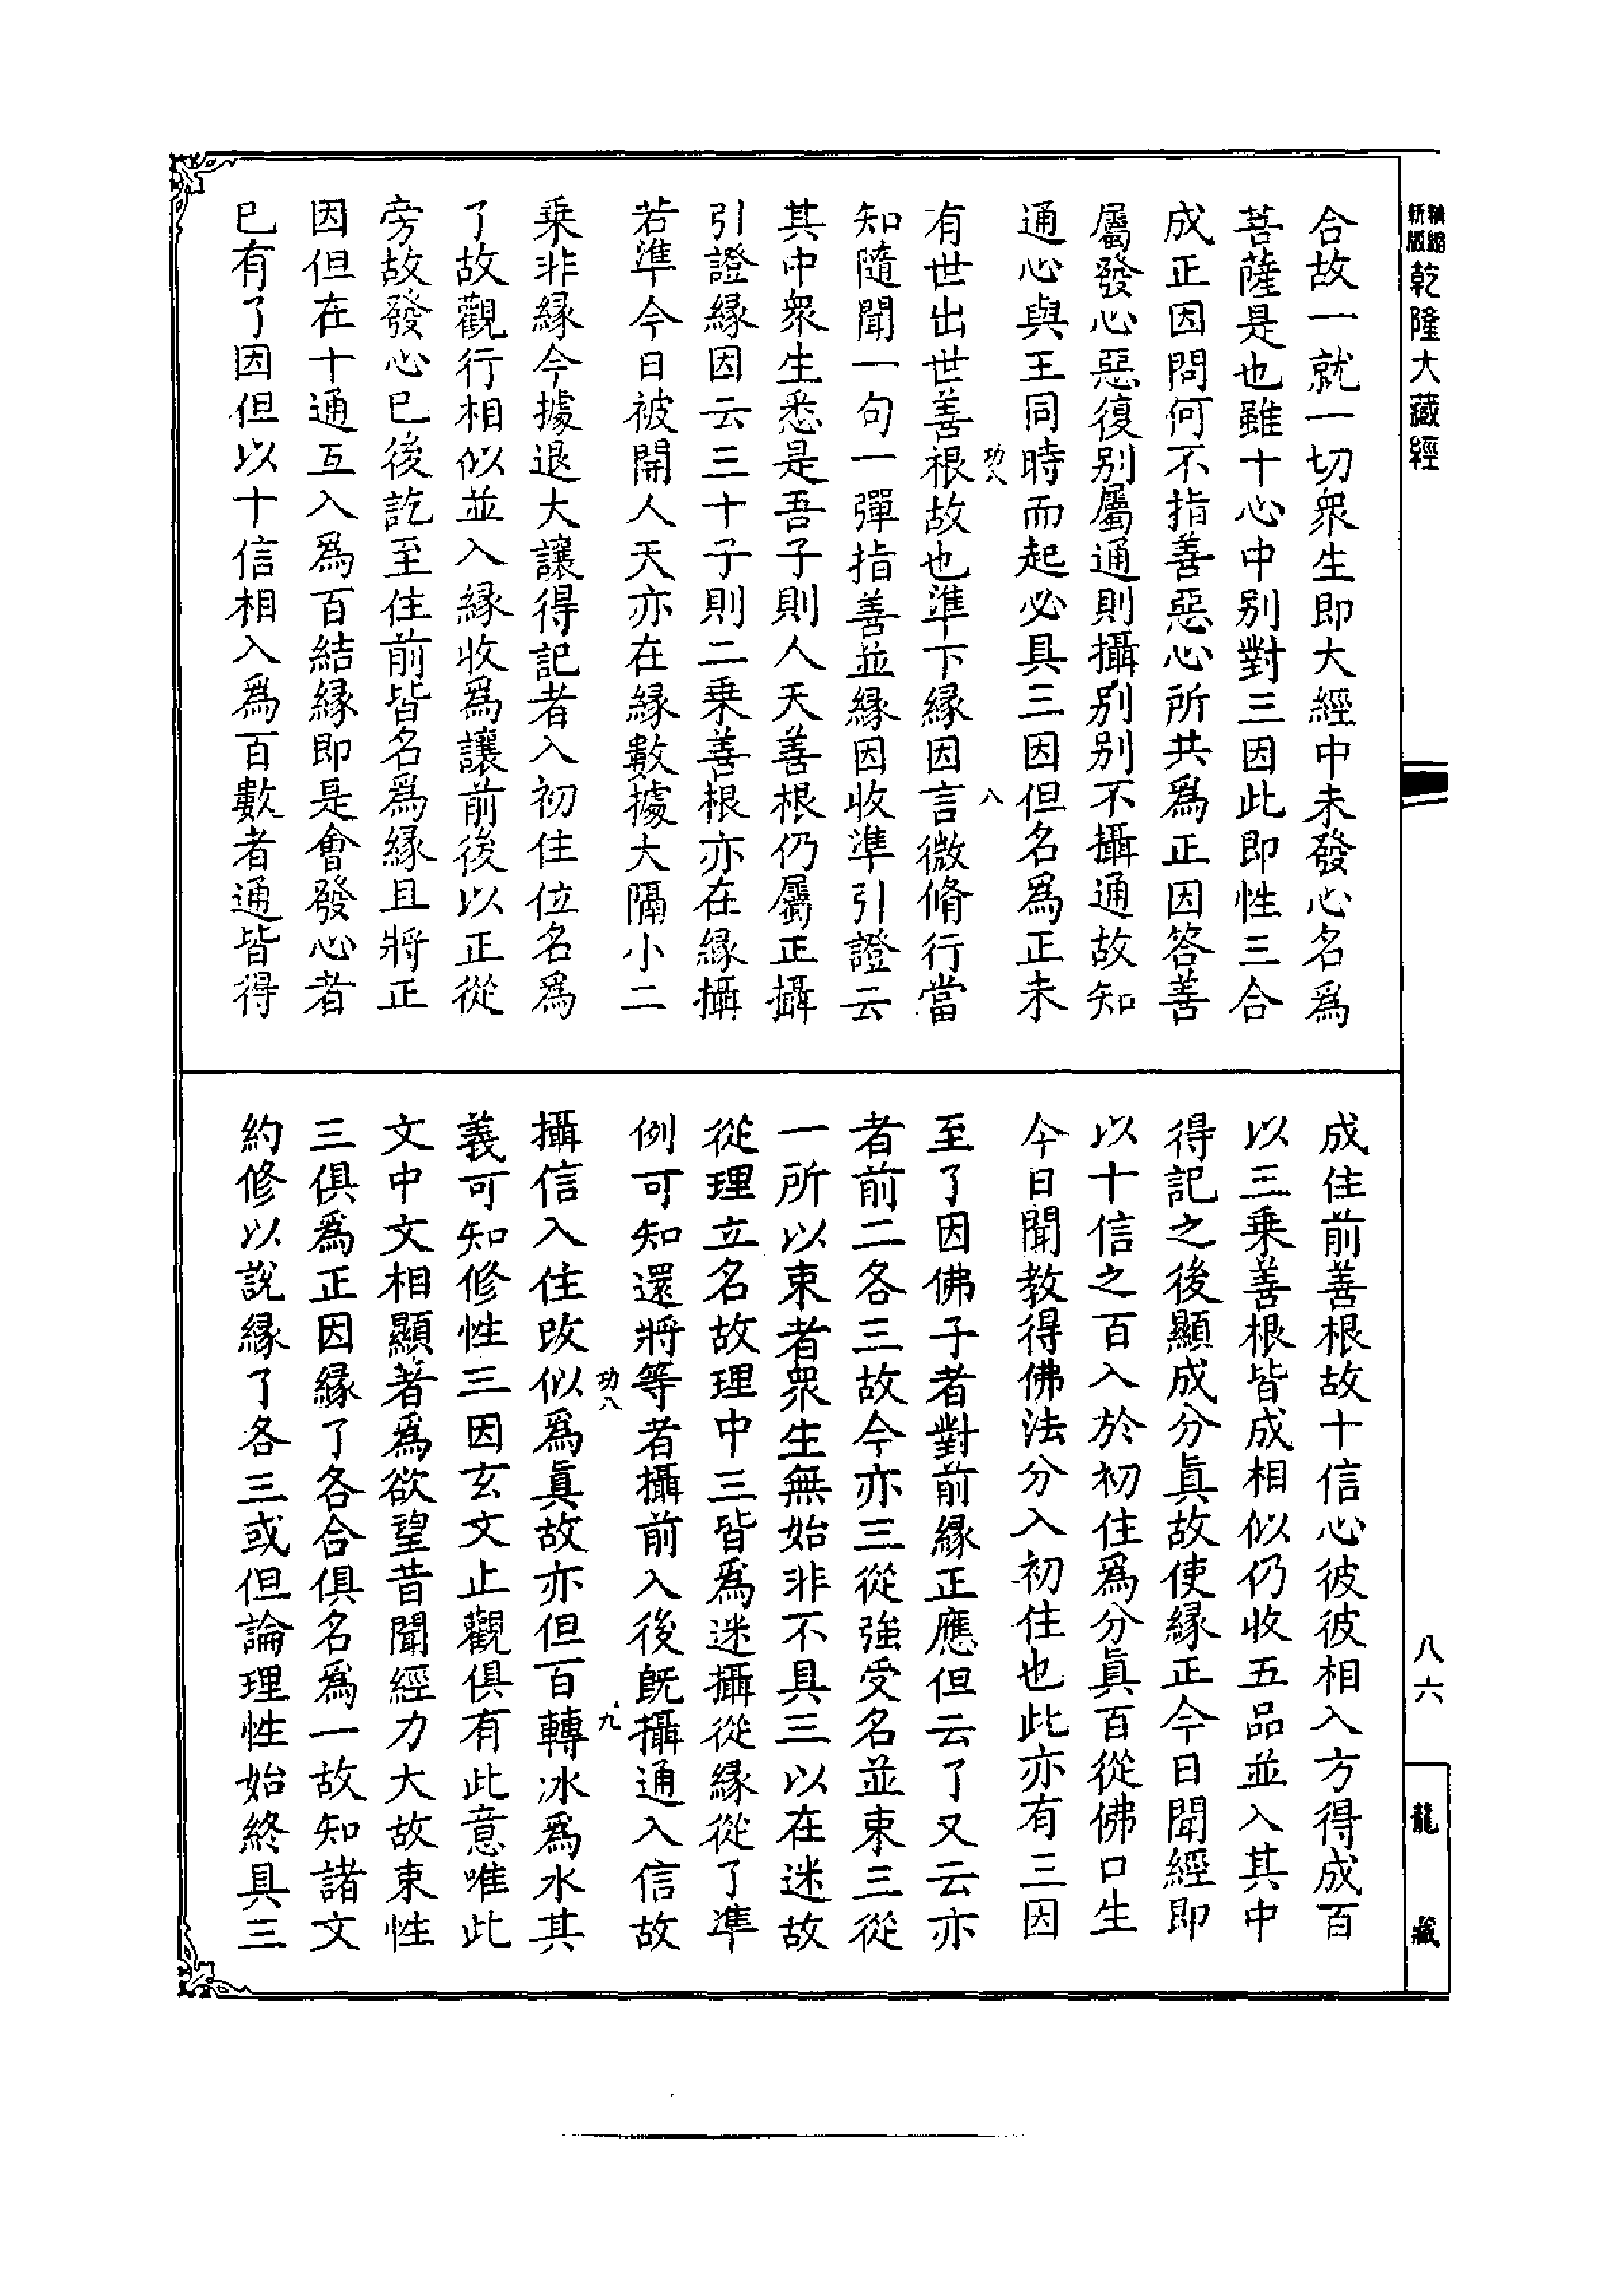 精縮
新版
乾隆大藏經
合故一就一切衆生即大經中未發心名爲
菩薩是也雖十心中别對三因此即性三合
成正因問何不指善惡心所共爲正因答善
屬發心惡復别屬通則攝别别不攝通故知
通心與王同時而起必具三因但名爲正未
功八
八
有世出世善根故也準下緣因言微脩行當
知隨聞一句一彈指善並緣因收準引證云
其中衆生悉是吾子則人天善根仍屬正攝
引證緣因云三十子則二乗善根亦在緣攝
若準今日被開人天亦在緣數據大隔小二
乗非緣今據退大讓得記者入初住位名爲
了故觀行相似並入緣收爲讓前後以正從
旁故發心已後訖至住前皆名爲緣且將正
因但在十通互入爲百結緣即是會發心者
已有了因但以十信相入爲百數者通皆得
成住前善根故十信心彼彼相入方得成百
以三乗善根皆成相似仍收五品並入其中
得記之後顯成分眞故使緣正今日聞經即
以十信之百入於初住爲分眞百從佛口生
今日聞教得佛法分入初住也此亦有三因
至了因佛子者對前緣正應但云了又云亦
者前二各三故今亦三從強受名並束三從
一所以束者衆生無始非不具三以在迷故
從理立名故理中三皆爲迷攝從緣從了準
例可知還將等者攝前入後旣攝通入信故
功八
九
攝信入住改似爲眞故亦但百轉冰爲水其
義可知修性三因玄文止觀俱有此意唯此
文中文相顯著爲欲望昔聞經力大故束性
三俱爲正因緣了各合俱名爲一故知諸文
約修以說緣了各三或但論理性始終具三
八六
龍藏